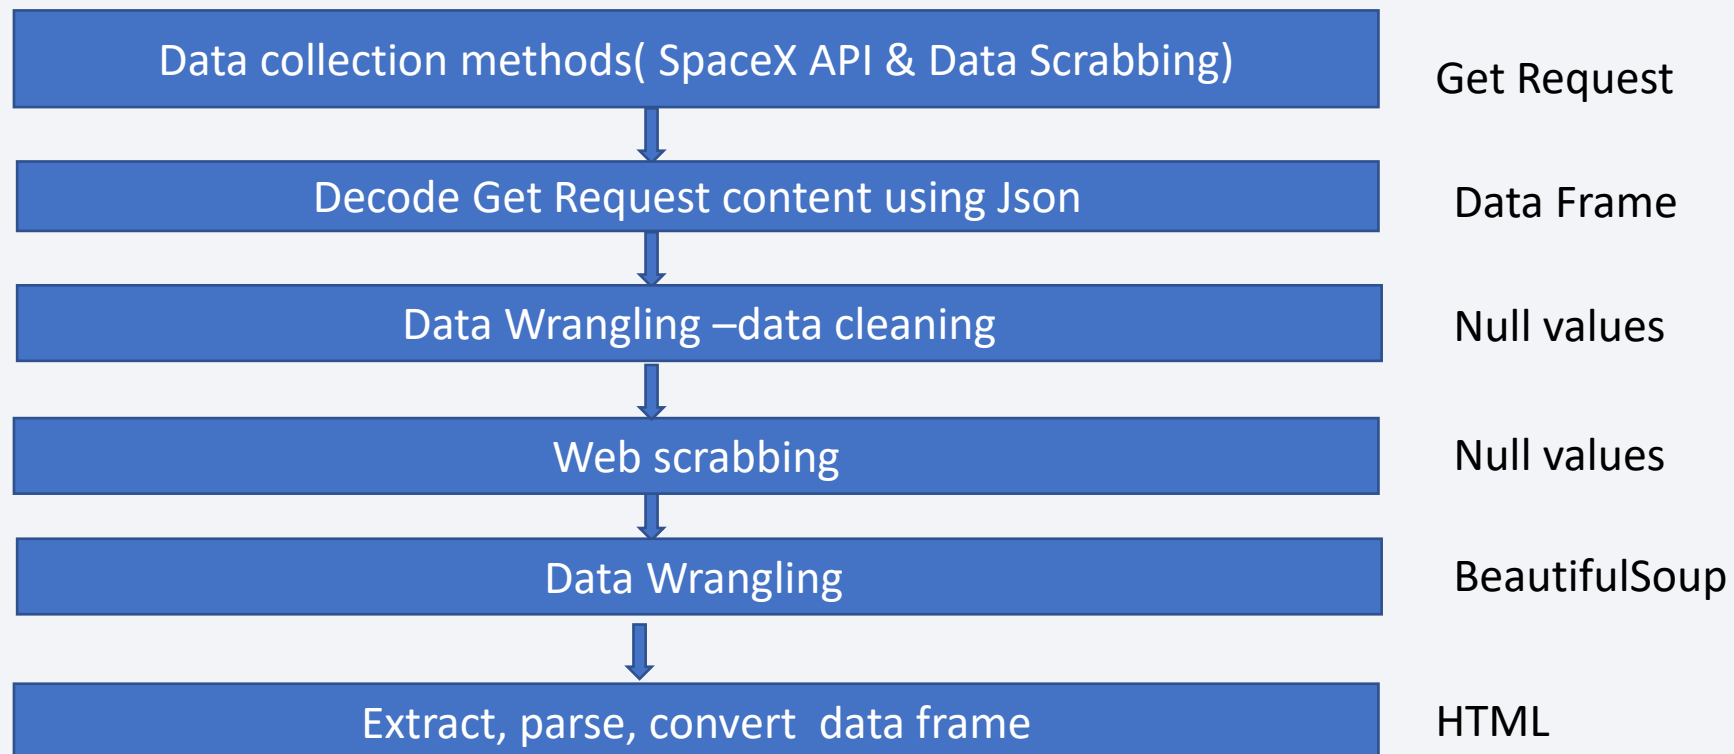 Data collection methods( SpaceX API & Data Scrabbing)
Get Request
Decode Get Request content using Json
Data Frame
Data Wrangling –data cleaning
Null values
Web scrabbing
Null values
Data Wrangling
BeautifulSoup
Extract, parse, convert  data frame
HTML